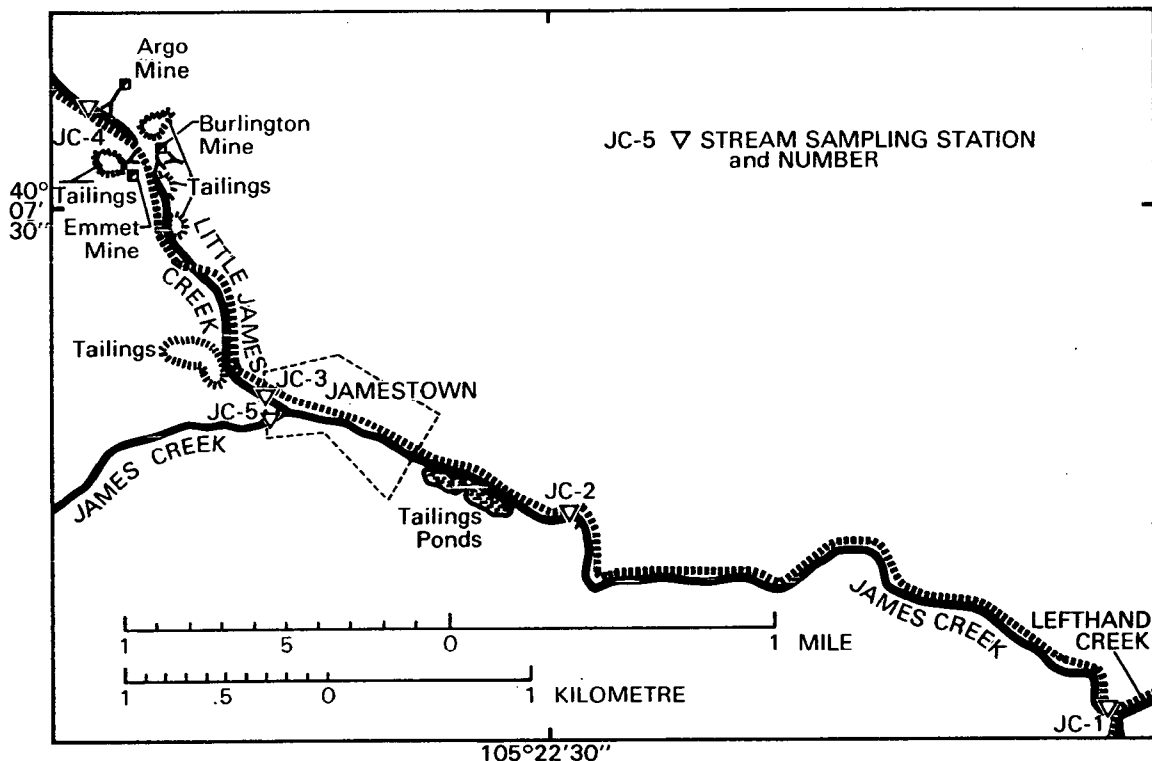 Argo
Mine
JC-4
Burlington
Mine
JC-5 ▽ STREAM SAMPLING STATION
and NUMBER
40°
07'
30"
Tailings
Tailings
Emmet
Mine
LITTLE JAMES
CREEK
Tailings
JC-3
JAMESTOWN
JC-5
JAMES CREEK
JC-2
Tailings
Ponds
JAMES CREEK
LEFTHAND
CREEK
1 5 0 1 MILE
1 .5 0 1 KILOMETRE
JC-1
105°22'30"